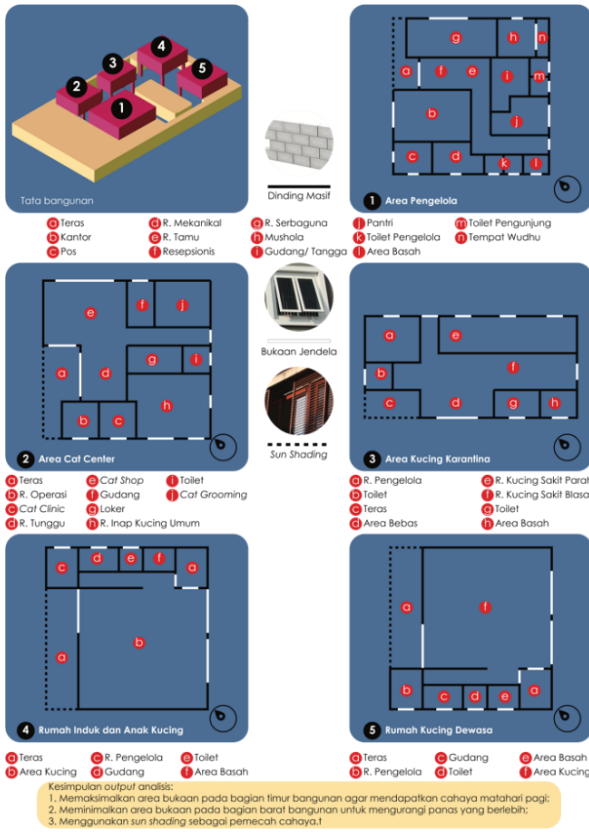 4
3
5
2
1
Tata bangunan
Dinding Masif
g
h
n
a
f
e
i
m
b
j
c
d
k
l
1 Area Pengelola
a Teras
d R. Mekanikal
g R. Serbaguna
j Pantri
m Toilet Pengunjung
b Kantor
e R. Tamu
h Mushola
k Toilet Pengelola
n Tempat Wudhu
c Pos
f Resepsionis
i Gudang/ Tangga
l Area Basah
e
f
j
g
i
a
d
h
b
c
2 Area Cat Center
Bukaan Jendela
Sun Shading
a
e
b
f
c
d
g
h
3 Area Kucing Karantina
a Teras
e Cat Shop
i Toilet
b R. Operasi
f Gudang
j Cat Grooming
c Cat Clinic
g Loker
d R. Tunggu
h R. Inap Kucing Umum
a R. Pengelola
e R. Kucing Sakit Parah
b Toilet
f R. Kucing Sakit BIasa
c Teras
g Toilet
d Area Bebas
h Area Basah
c
d
e
f
a
a
b
4 Rumah Induk dan Anak Kucing
a
f
b
c
d
e
a
5 Rumah Kucing Dewasa
a Teras
c R. Pengelola
e Toilet
b Area Kucing
d Gudang
f Area Basah
a Teras
c Gudang
e Area Basah
b R. Pengelola
d Toilet
f Area Kucing
Kesimpulan output analisis:
1. Memaksimalkan area bukaan pada bagian timur bangunan agar mendapatkan cahaya matahari pagi;
2. Meminimalkan area bukaan pada bagian barat bangunan untuk mengurangi panas yang berlebih;
3. Menggunakan sun shading sebagai pemecah cahaya.t